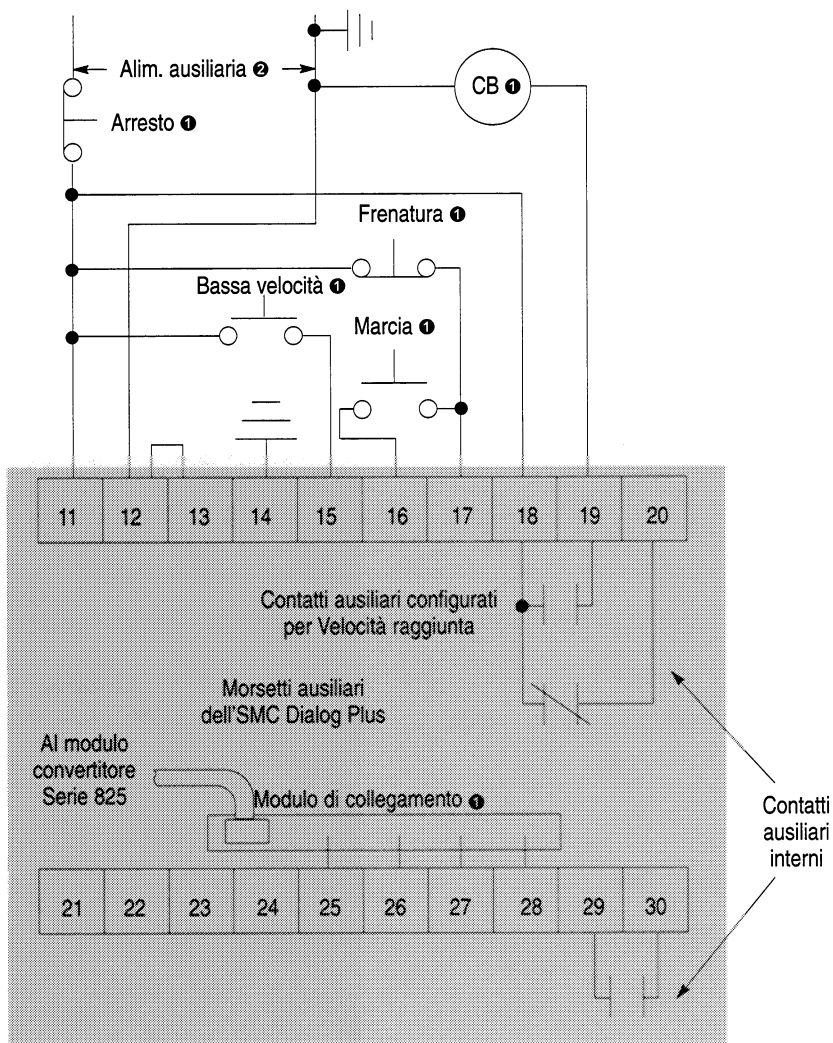 Alim. ausiliaria ❷
CB ❶
Arresto ❶
Frenatura ❶
Bassa velocità ❶
Marcia ❶
11 12 13 14 15 16 17 18 19 20
Contatti ausiliari configurati
per Velocità raggiunta
Morsetti ausiliari
dell'SMC Dialog Plus
Al modulo
convertitore
Serie 825
Modulo di collegamento ❶
Contatti
ausiliari
interni
21 22 23 24 25 26 27 28 29 30